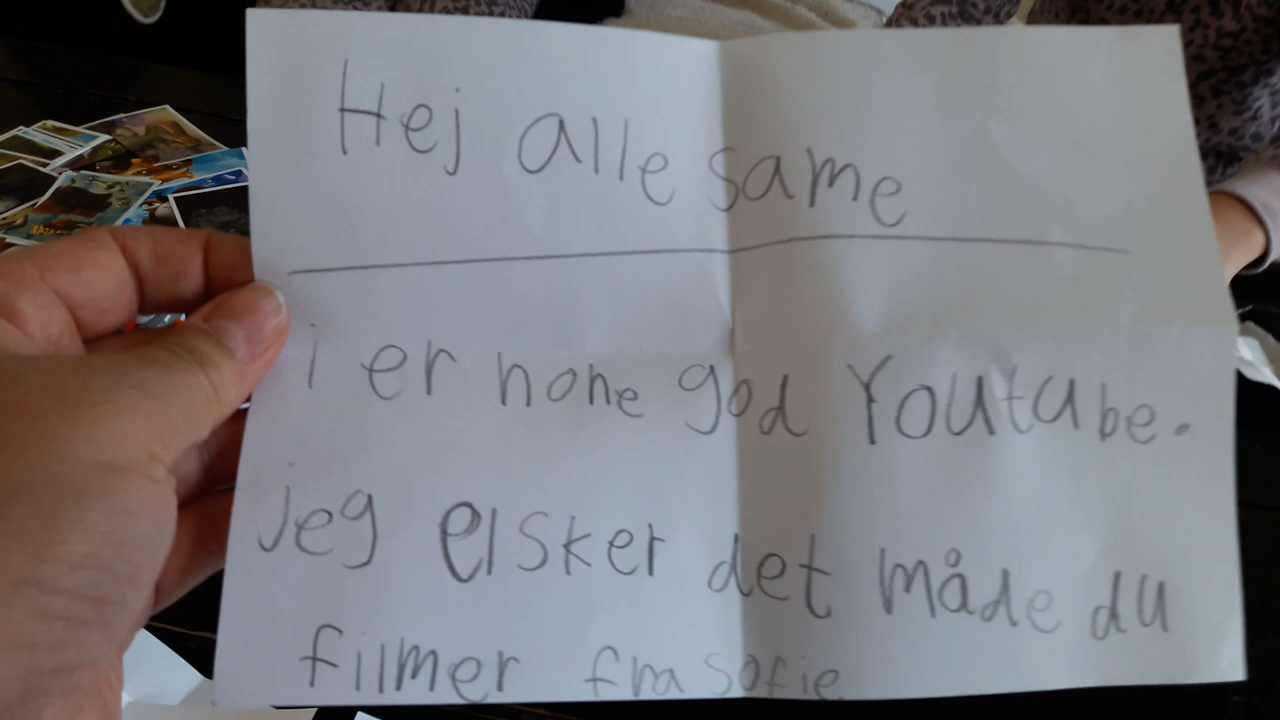 Hej alle same
i er none god Youtube.
Jeg elsker det måde du
filmer fra sofie